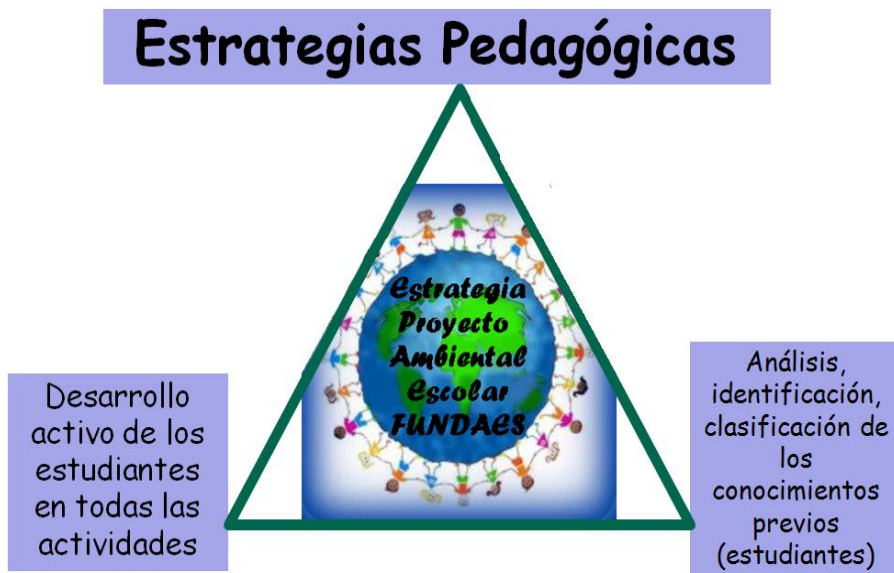 Estrategias Pedagógicas
Estrategia
Proyecto
Ambiental
Escolar
FUNDAES
Desarrollo
activo de los
estudiantes
en todas las
actividades
Análisis,
identificación,
clasificación de
los
conocimientos
previos
(estudiantes)